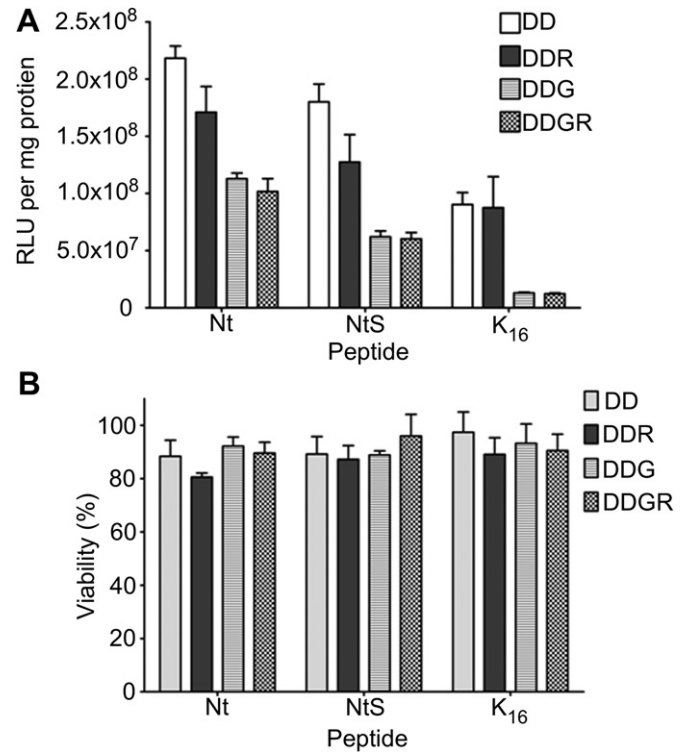 A
RLU per mg protien
2.5x10⁸
2.0x10⁸
1.5x10⁸
1.0x10⁸
5.0x10⁷
0
DD
DDR
DDG
DDGR
Nt NtS K₁₆
Peptide
B
Viability (%)
100
80
60
40
20
0
DD
DDR
DDG
DDGR
Nt NtS K₁₆
Peptide